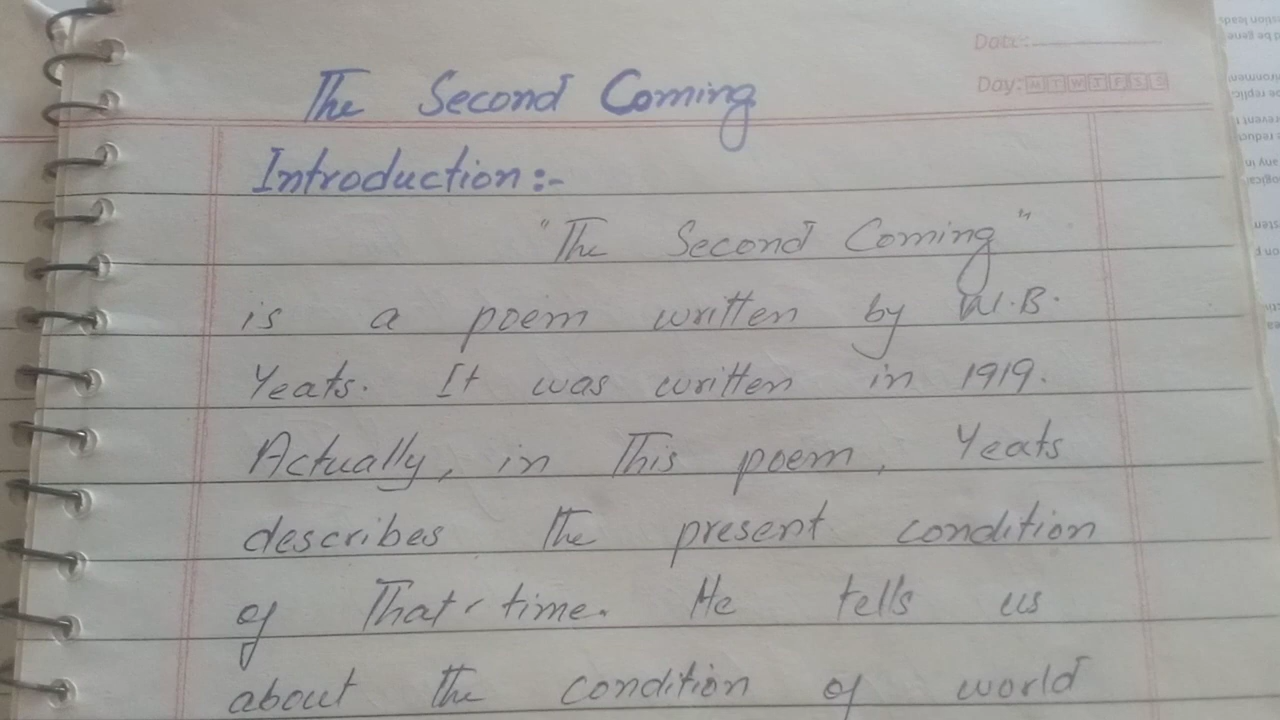 Date:
Day: M T W T F S S
The Second Coming
Introduction:-
"The Second Coming"
is a poem written by W.B.
Yeats. It was written in 1919.
Actually, in This poem, Yeats
describes the present condition
of That time. He tells us
about the condition of world